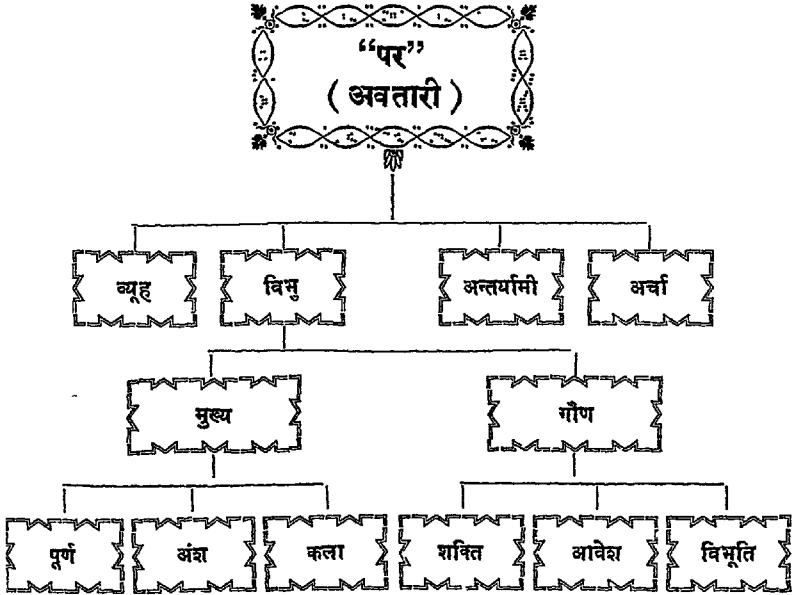 “पर”
( अवतारी )
व्यूह विभु अन्तर्यामी अर्चा
मुख्य गौण
पूर्ण अंश कला शक्ति आवेश विभूति